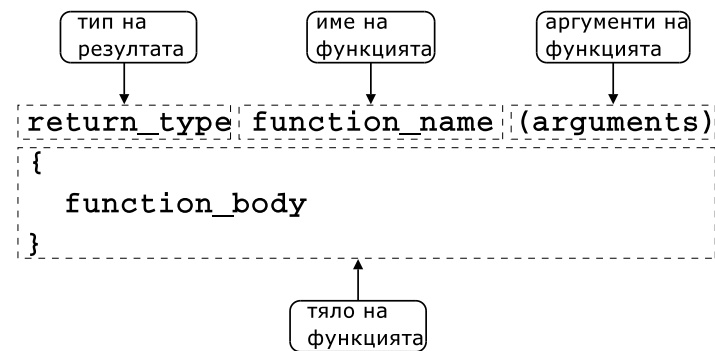 тип на
резултата
име на
функцията
аргументи на
функцията
return_type function_name (arguments)
{
function_body
}
тяло на
функцията